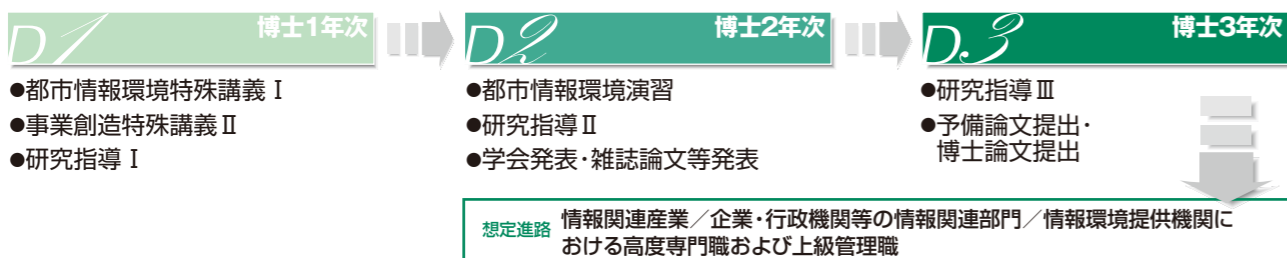 D1 博士1年次
●都市情報環境特殊講義Ⅰ
●事業創造特殊講義Ⅱ
●研究指導Ⅰ
D2 博士2年次
●都市情報環境演習
●研究指導Ⅱ
●学会発表・雑誌論文等発表
D.3 博士3年次
●研究指導Ⅲ
●予備論文提出・
博士論文提出
想定進路 情報関連産業／企業・行政機関等の情報関連部門／情報環境提供機関に
おける高度専門職および上級管理職